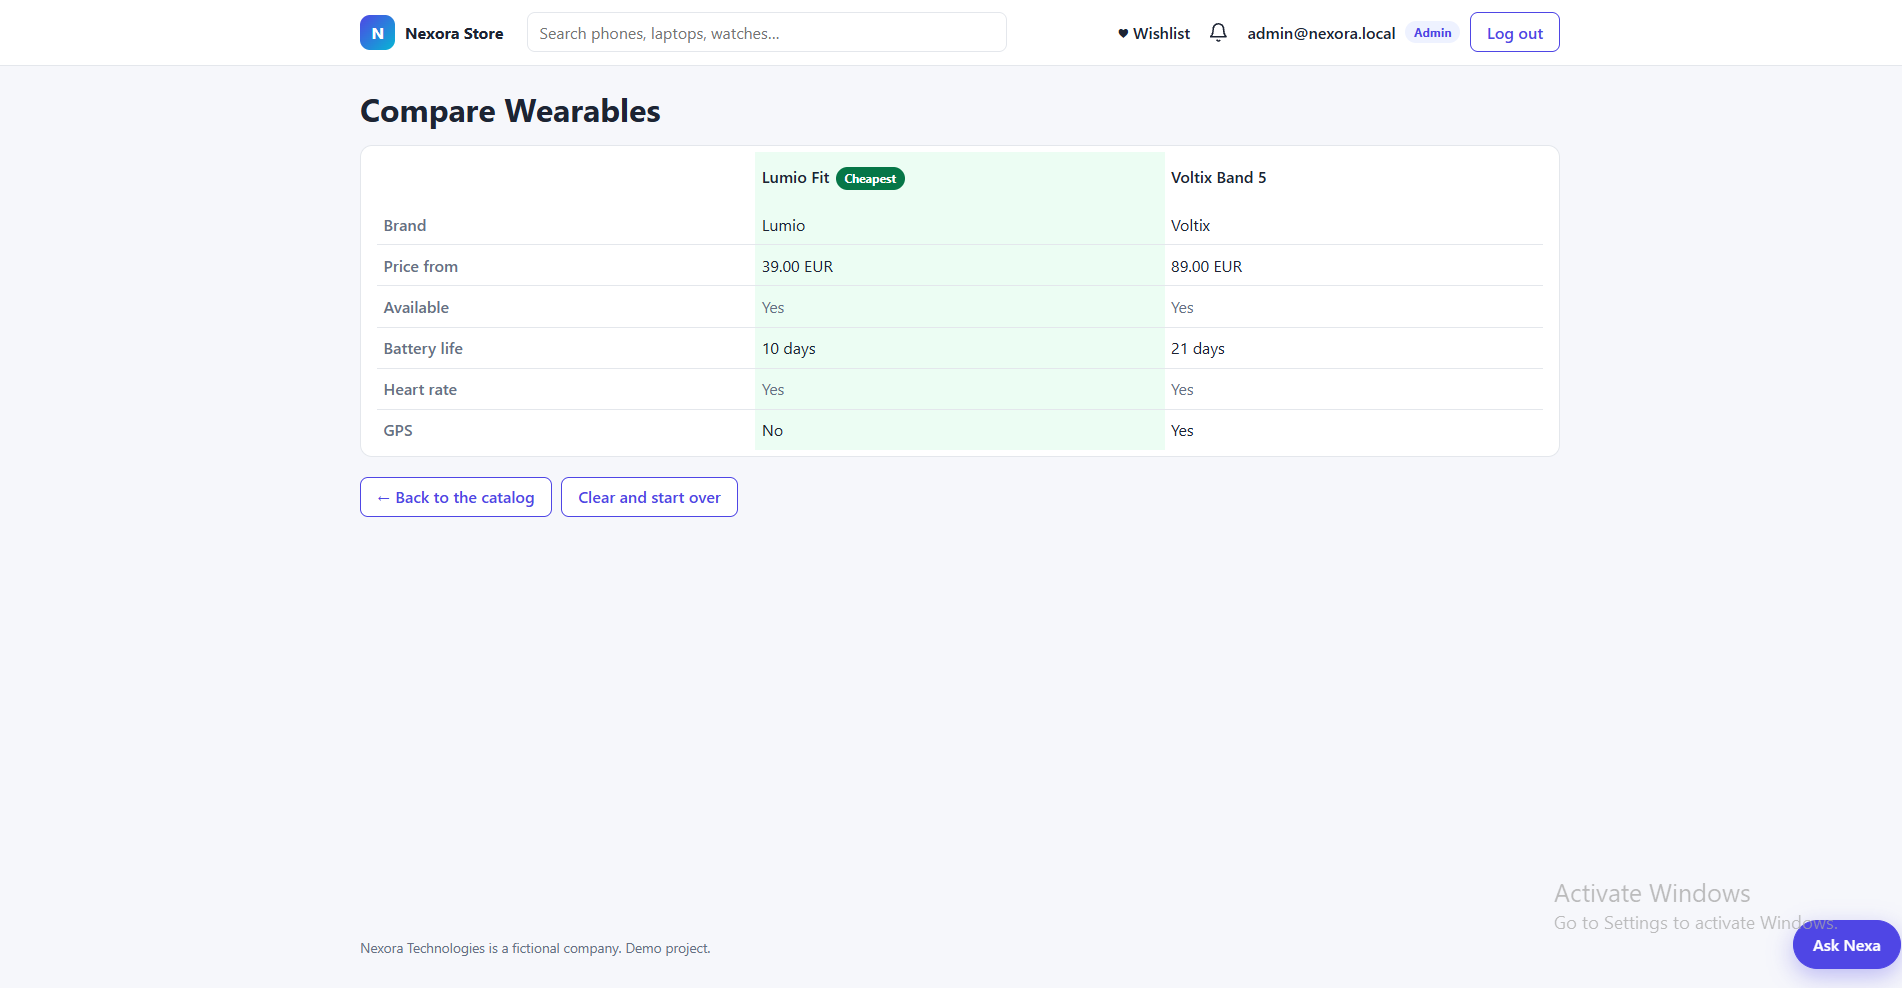 N Nexora Store Search phones, laptops, watches... ♥ Wishlist admin@nexora.local Admin Log out
Compare Wearables
Lumio Fit Cheapest Voltix Band 5
Brand Lumio Voltix
Price from 39.00 EUR 89.00 EUR
Available Yes Yes
Battery life 10 days 21 days
Heart rate Yes Yes
GPS No Yes
← Back to the catalog Clear and start over
Activate Windows
Go to Settings to activate Windows.
Ask Nexa
Nexora Technologies is a fictional company. Demo project.